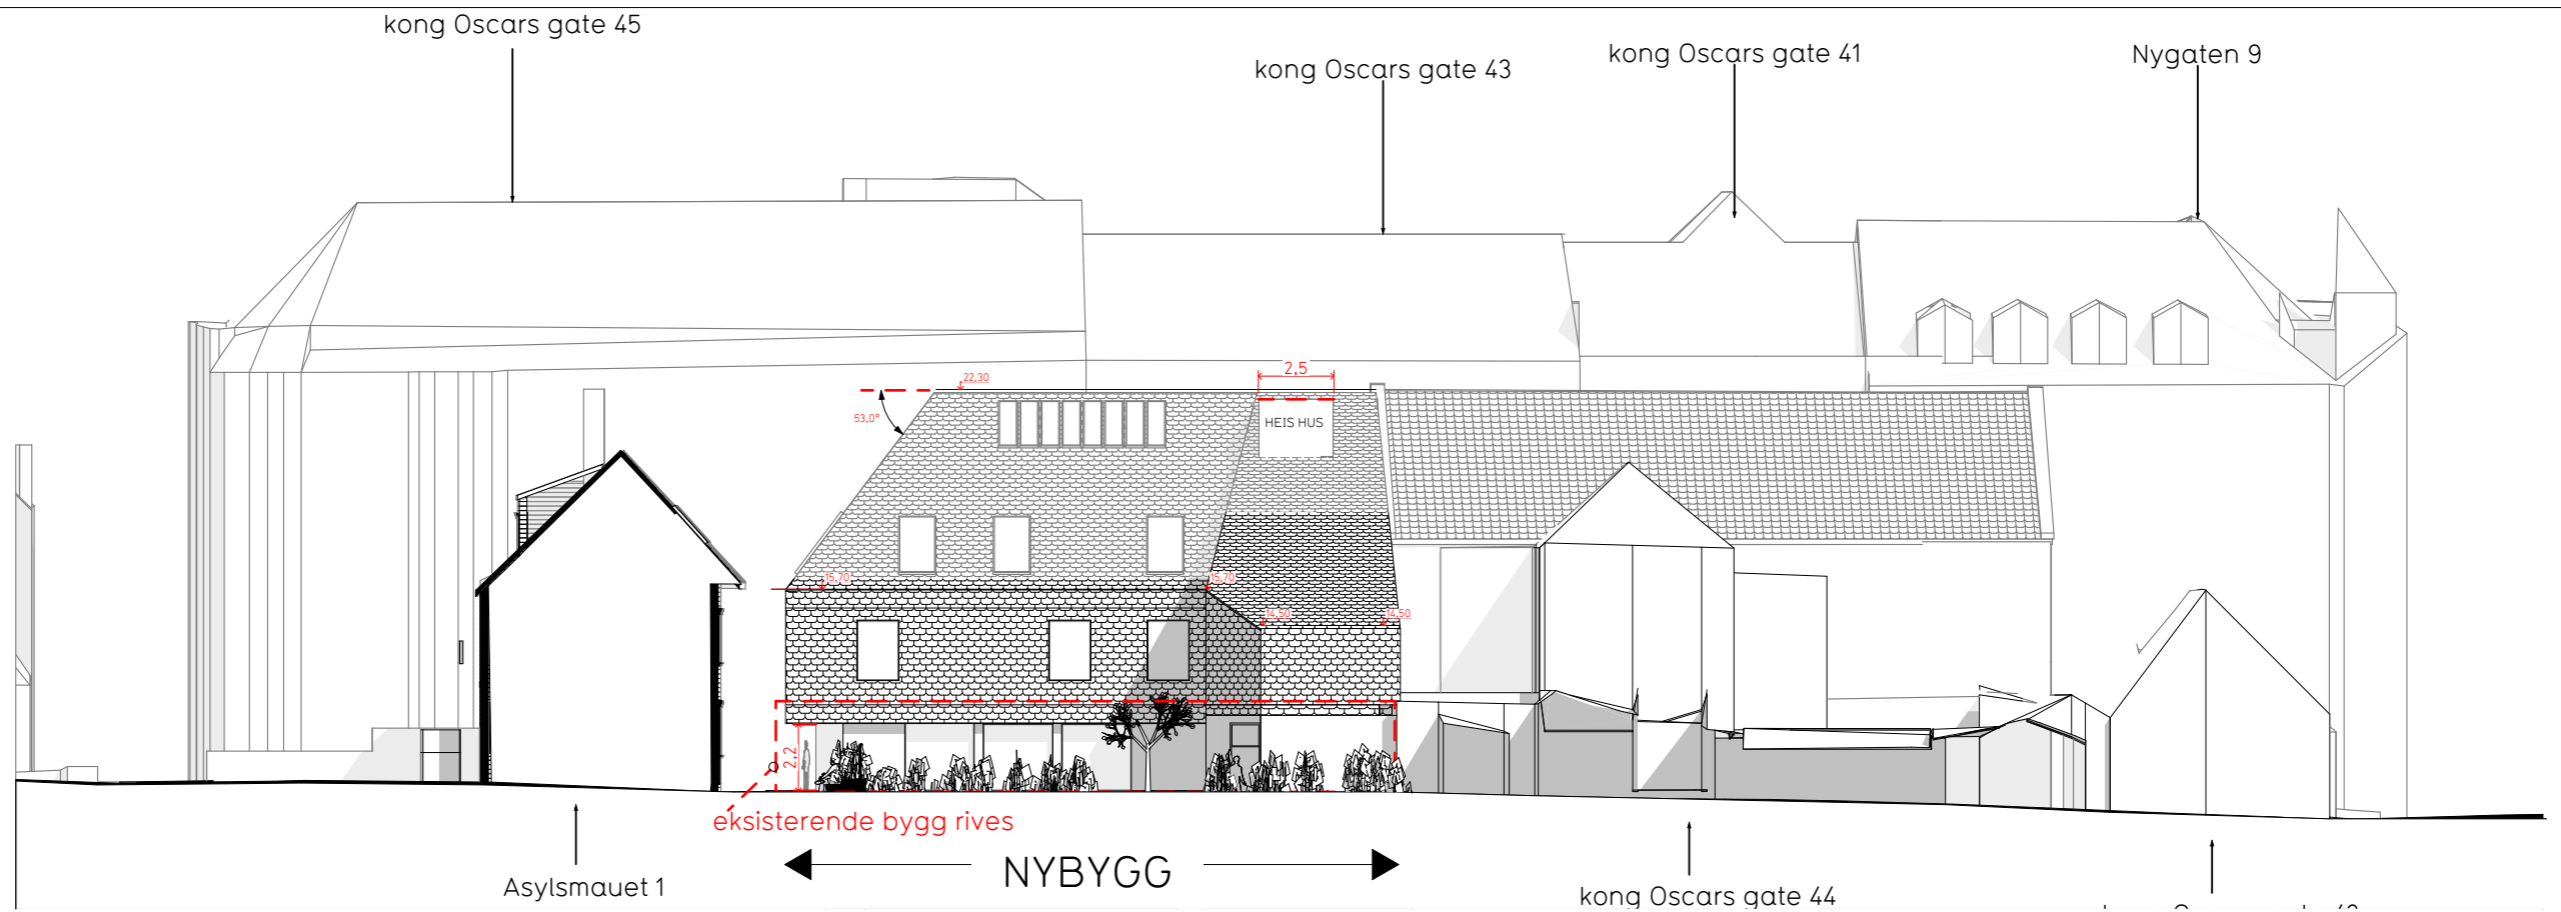 kong Oscars gate 45
kong Oscars gate 43
kong Oscars gate 41
Nygaten 9
2,5
22,30
53,0°
HEIS HUS
15,70
15,70
14,50
14,50
2,2
eksisterende bygg rives
NYBYGG
Asylsmauet 1
kong Oscars gate 44